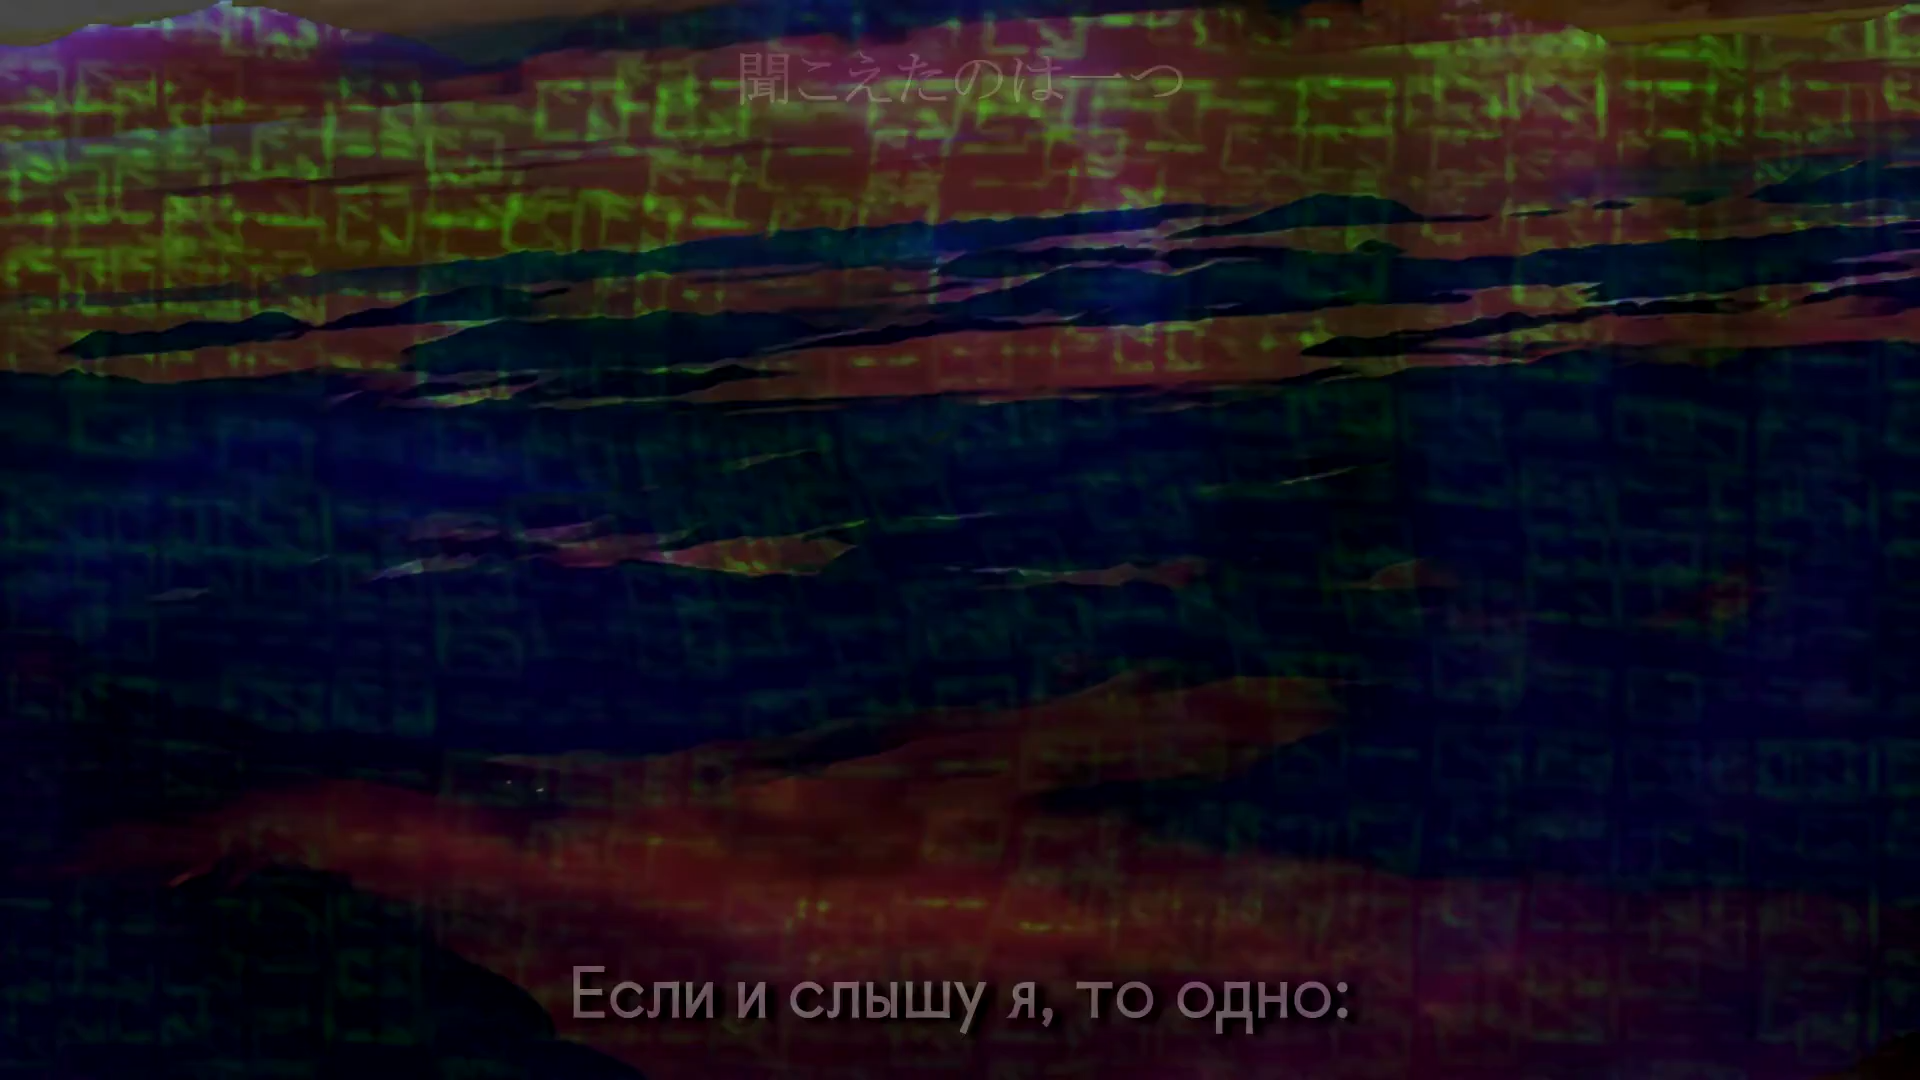 聞こえたのは一つ
Если и слышу я, то одно: